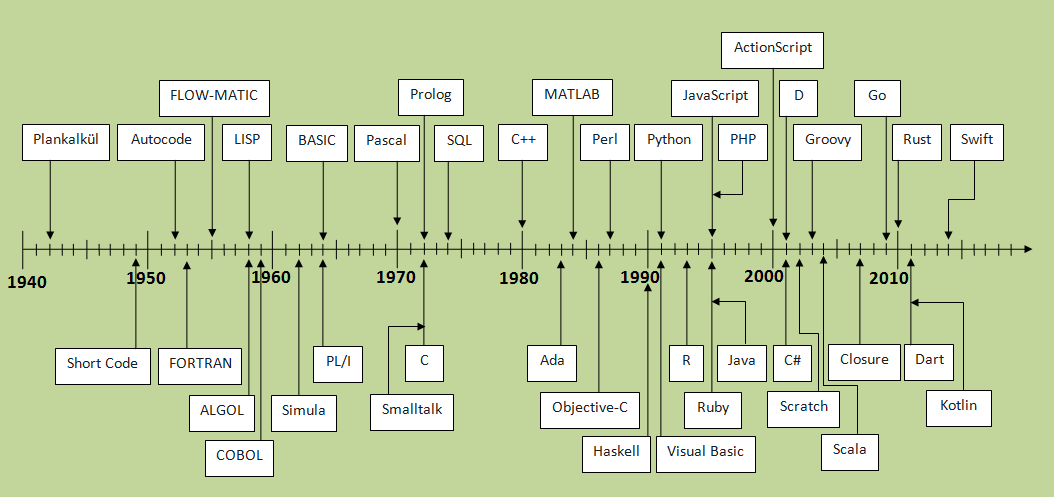 ActionScript
FLOW-MATIC
Prolog
MATLAB
JavaScript
D
Go
Plankalkül
Autocode
LISP
BASIC
Pascal
SQL
C++
Perl
Python
PHP
Groovy
Rust
Swift
1940
1950
1960
1970
1980
1990
2000
2010
Short Code
FORTRAN
PL/I
C
Ada
R
Java
C#
Closure
Dart
ALGOL
Simula
Smalltalk
Objective-C
Ruby
Scratch
Kotlin
COBOL
Haskell
Visual Basic
Scala